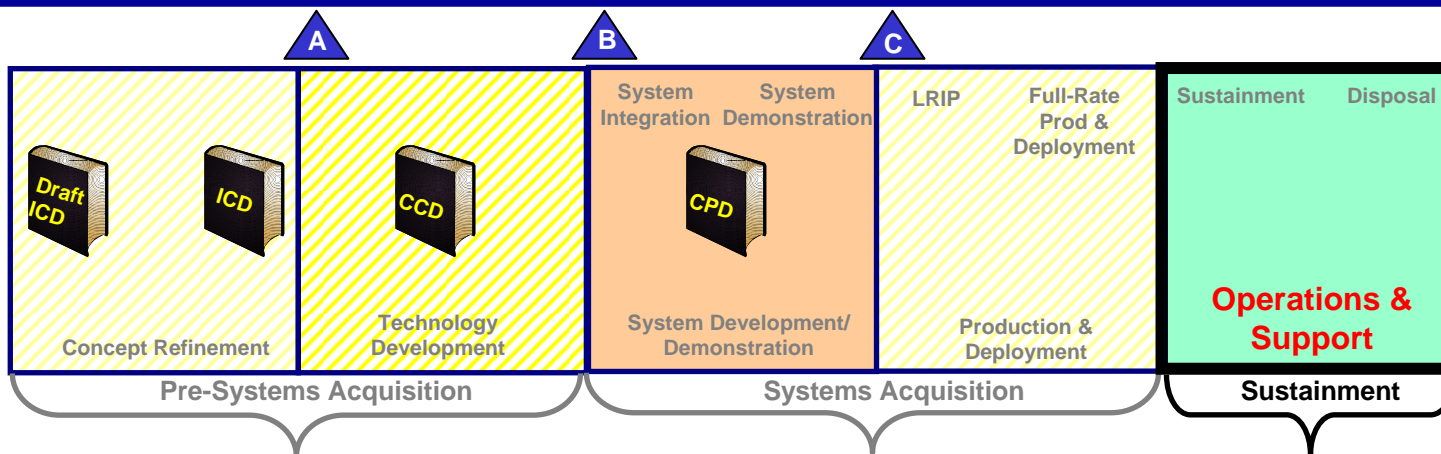 A
B
C
System
Integration
System
Demonstration
LRIP
Full-Rate
Prod &
Deployment
Sustainment
Disposal
Draft
ICD
ICD
CCD
CPD
Concept Refinement
Technology
Development
System Development/
Demonstration
Production &
Deployment
Operations &
Support
Pre-Systems Acquisition
Systems Acquisition
Sustainment